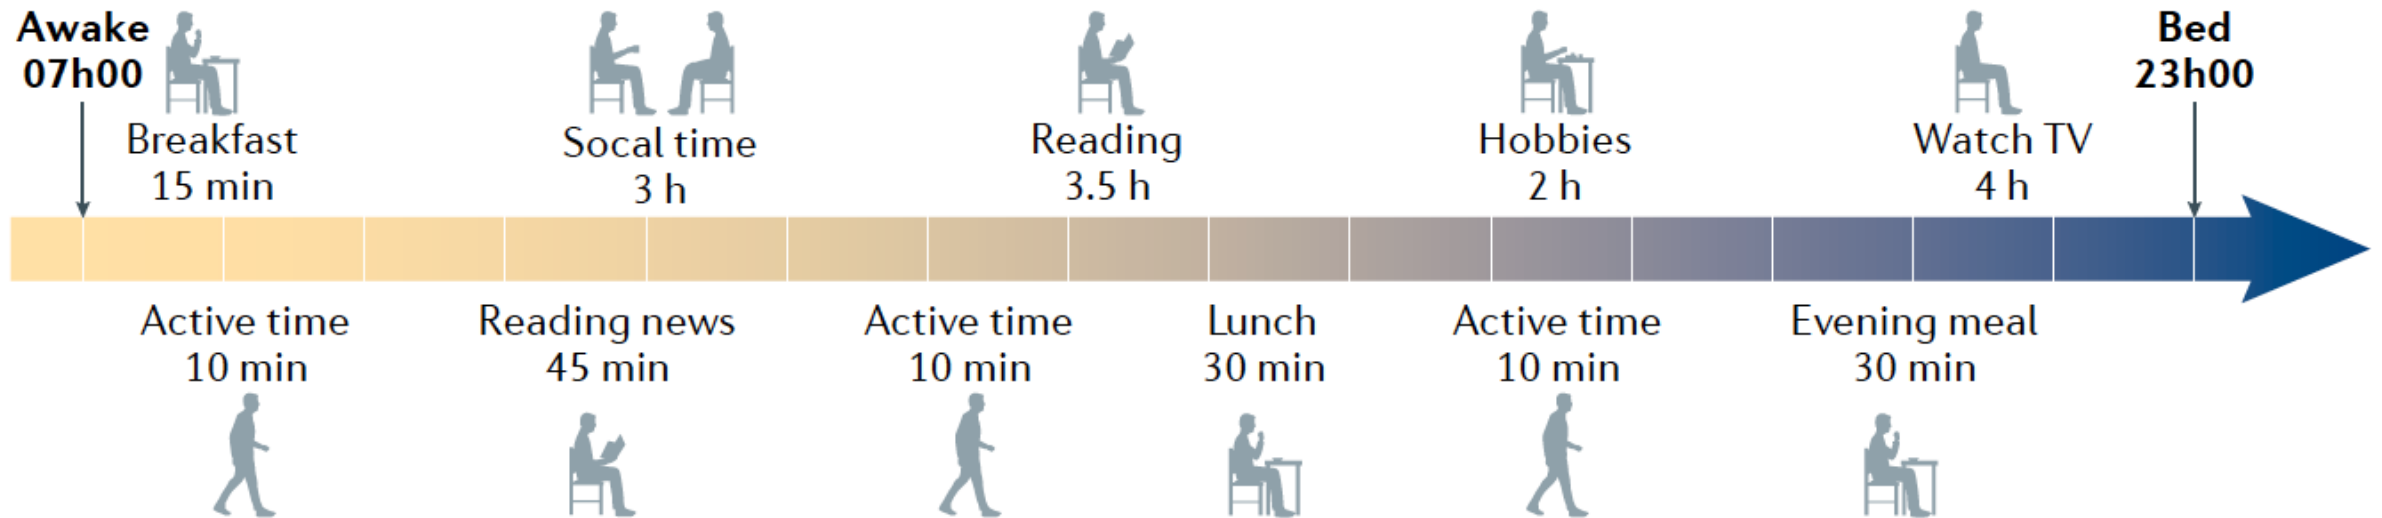 Awake
07h00
Breakfast
15 min
Socal time
3 h
Reading
3.5 h
Hobbies
2 h
Watch TV
4 h
Bed
23h00
Active time
10 min
Reading news
45 min
Active time
10 min
Lunch
30 min
Active time
10 min
Evening meal
30 min